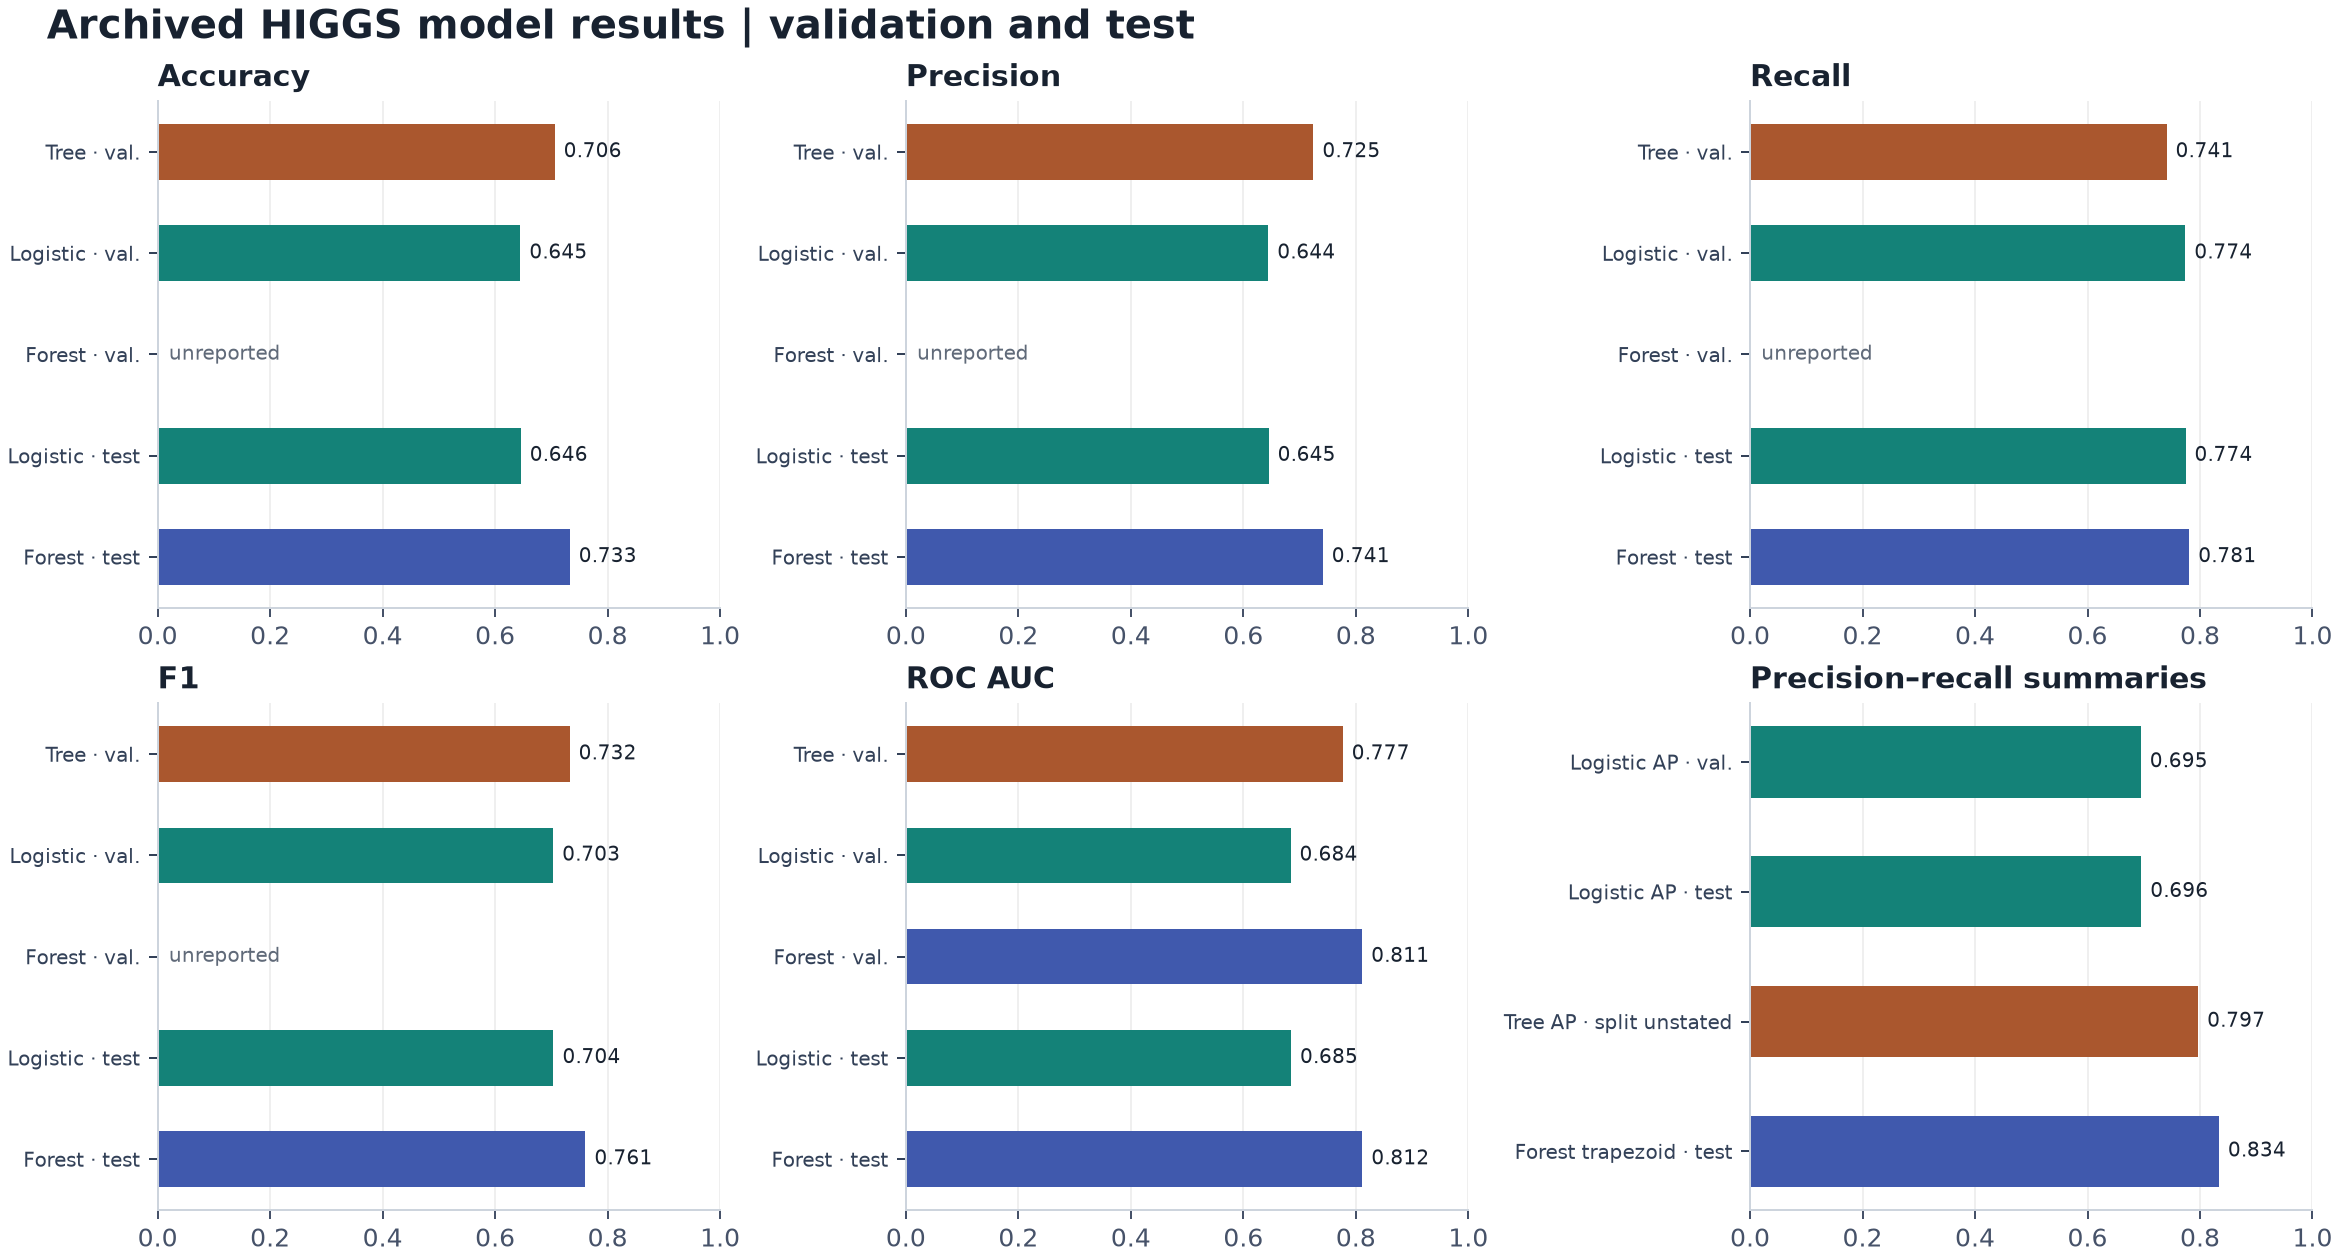 Archived HIGGS model results | validation and test
Accuracy
Tree · val.
0.706
Logistic · val.
0.645
Forest · val.
unreported
Logistic · test
0.646
Forest · test
0.733
0.0 0.2 0.4 0.6 0.8 1.0
Precision
Tree · val.
0.725
Logistic · val.
0.644
Forest · val.
unreported
Logistic · test
0.645
Forest · test
0.741
0.0 0.2 0.4 0.6 0.8 1.0
Recall
Tree · val.
0.741
Logistic · val.
0.774
Forest · val.
unreported
Logistic · test
0.774
Forest · test
0.781
0.0 0.2 0.4 0.6 0.8 1.0
F1
Tree · val.
0.732
Logistic · val.
0.703
Forest · val.
unreported
Logistic · test
0.704
Forest · test
0.761
0.0 0.2 0.4 0.6 0.8 1.0
ROC AUC
Tree · val.
0.777
Logistic · val.
0.684
Forest · val.
0.811
Logistic · test
0.685
Forest · test
0.812
0.0 0.2 0.4 0.6 0.8 1.0
Precision–recall summaries
Logistic AP · val.
0.695
Logistic AP · test
0.696
Tree AP · split unstated
0.797
Forest trapezoid · test
0.834
0.0 0.2 0.4 0.6 0.8 1.0